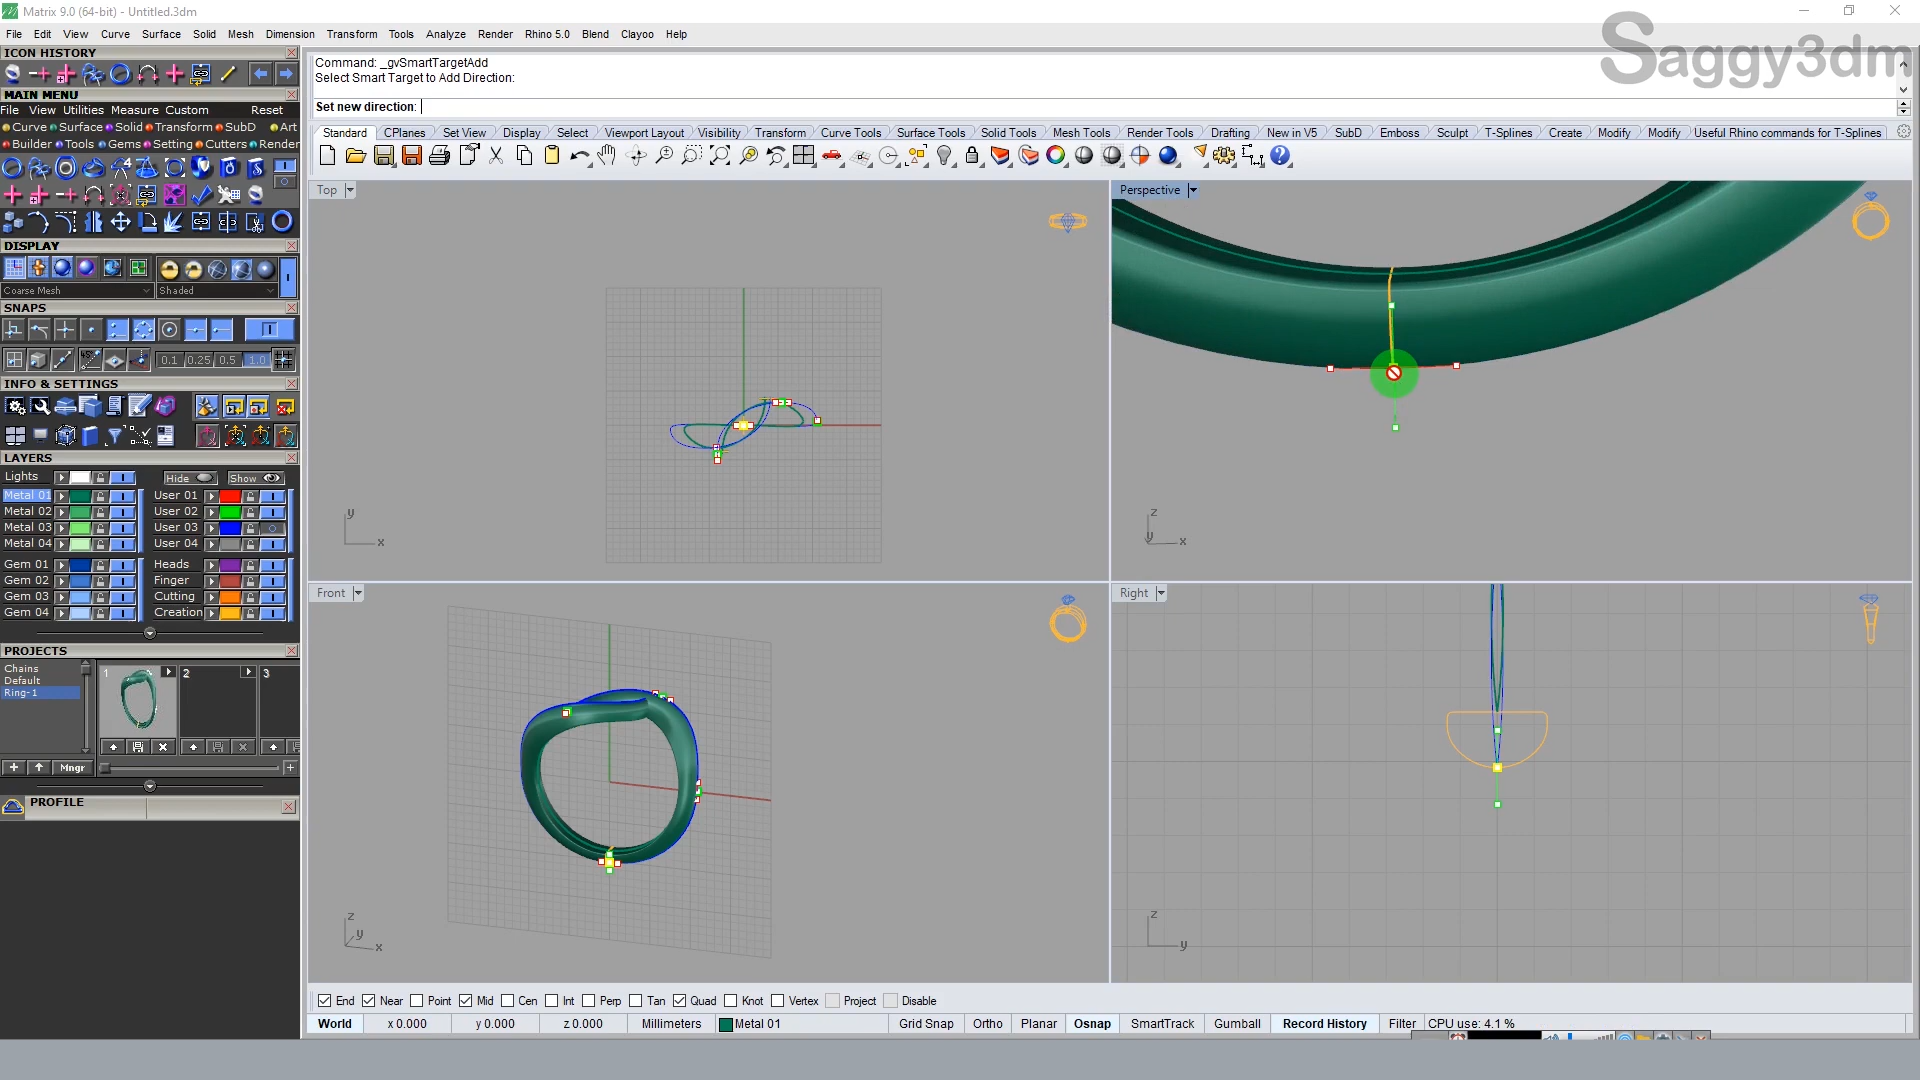 Matrix 9.0 (64-bit) - Untitled.3dm
File Edit View Curve Surface Solid Mesh Dimension Transform Tools Analyze Render Rhino 5.0 Blend Clayoo Help
Saggy3dm
ICON HISTORY
MAIN MENU
File View Utilities Measure Custom Reset
Curve Surface Solid Transform SubD Art
Builder Tools Gems Setting Cutters Render
DISPLAY
Coarse Mesh Shaded
SNAPS
0.1 0.25 0.5 1.0
INFO & SETTINGS
LAYERS
Lights Hide Show
Metal 01 User 01
Metal 02 User 02
Metal 03 User 03
Metal 04 User 04
Gem 01 Heads
Gem 02 Finger
Gem 03 Cutting
Gem 04 Creation
PROJECTS
Chains
Default
Ring-1
1 2 3
Mngr
PROFILE
Command: _gvSmartTargetAdd
Select Smart Target to Add Direction:
Set new direction:
Standard CPlanes Set View Display Select Viewport Layout Visibility Transform Curve Tools Surface Tools Solid Tools Mesh Tools Render Tools Drafting New in V5 SubD Emboss Sculpt T-Splines Create Modify Modify Useful Rhino commands for T-Splines
Top
y
x
Perspective
z
y x
Front
z
y
x
Right
z
y
End Near Point Mid Cen Int Perp Tan Quad Knot Vertex Project Disable
World x 0.000 y 0.000 z 0.000 Millimeters Metal 01 Grid Snap Ortho Planar Osnap SmartTrack Gumball Record History Filter CPU use: 4.1 %